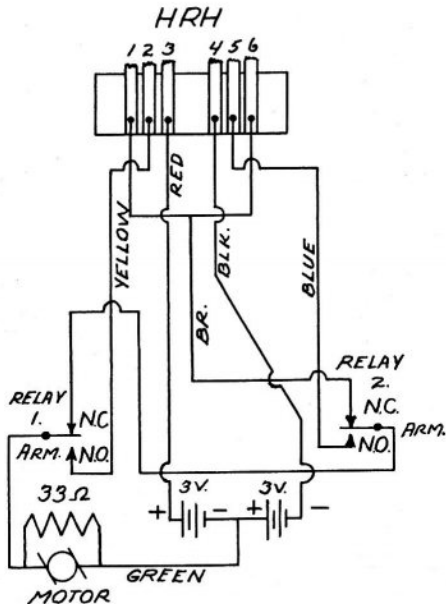 HRH
1 2 3 4 5 6
RED
YELLOW
BLK.
BLUE
BR.
RELAY
1.
N.C
ARM.
N.O.
RELAY
2.
N.C.
ARM.
N.O.
33Ω
3V.
3V.
+ -
+ -
GREEN
MOTOR